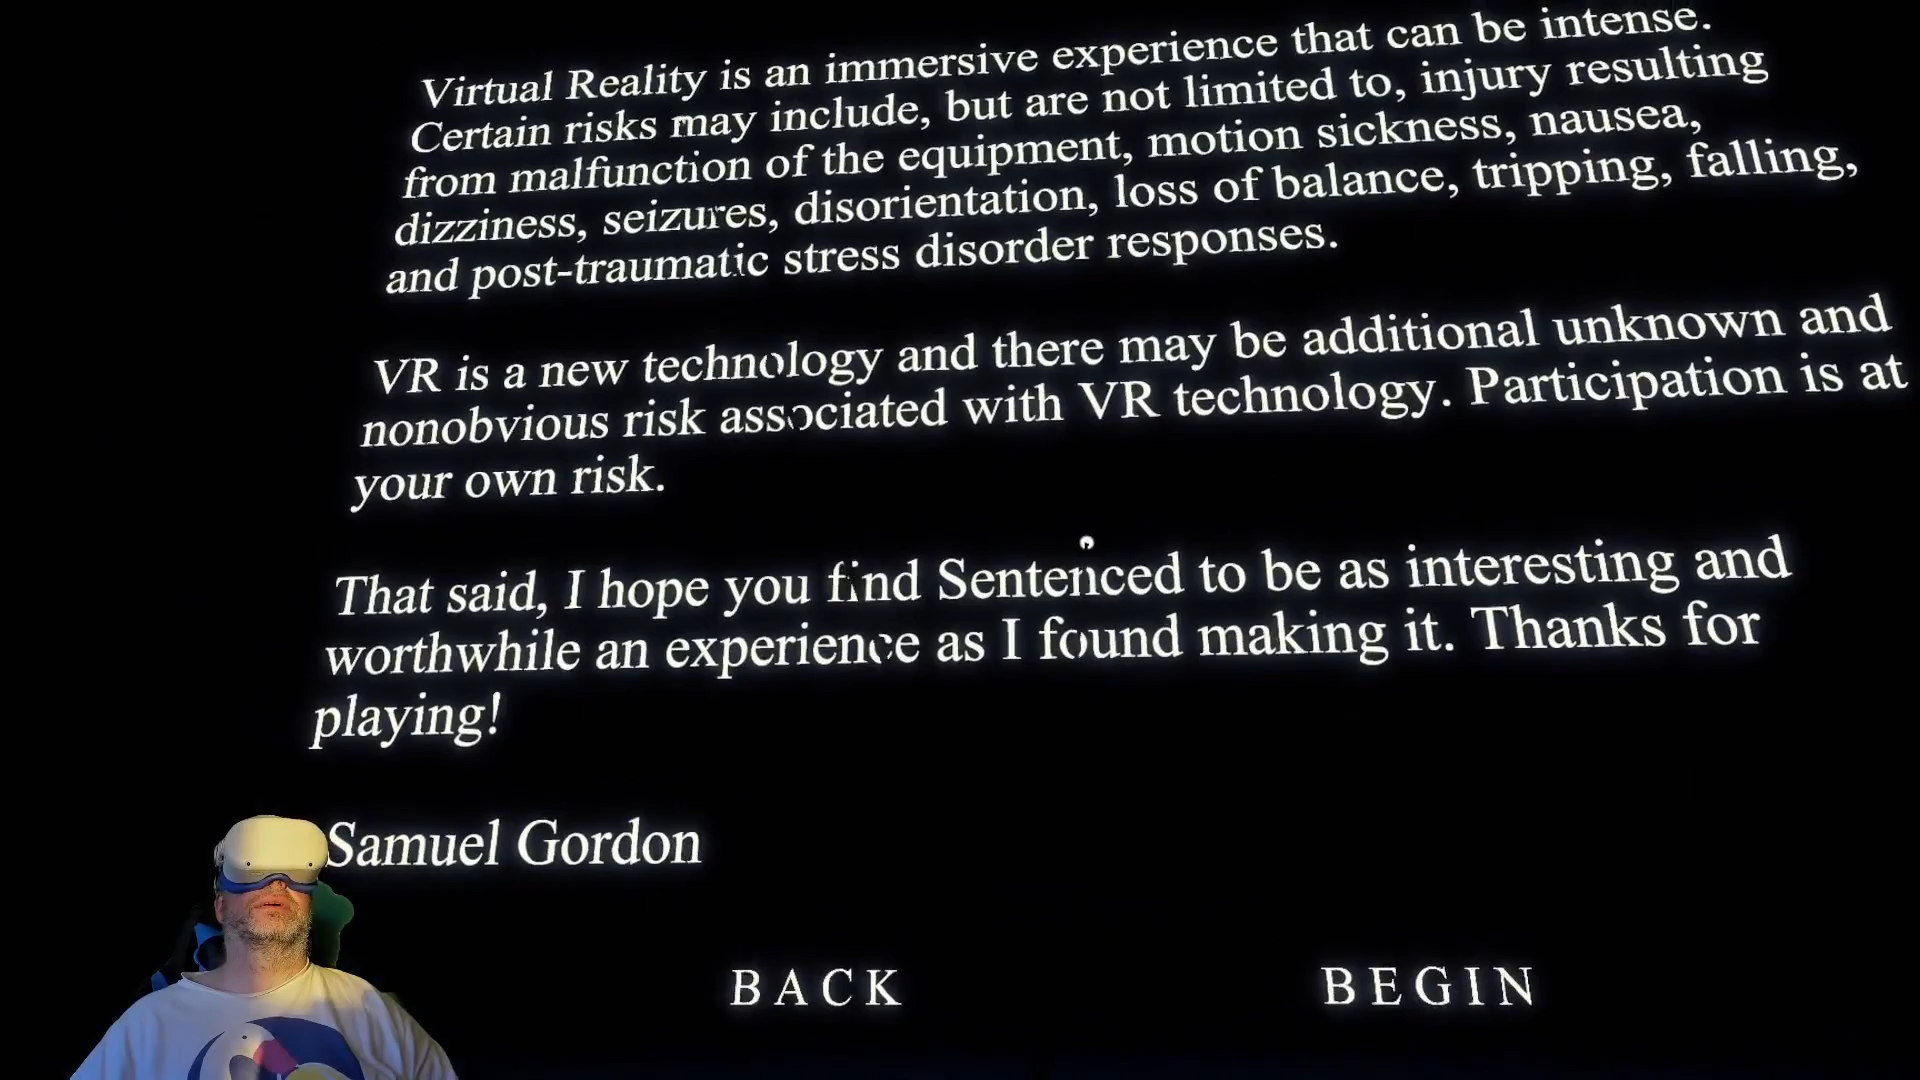 Virtual Reality is an immersive experience that can be intense.
Certain risks may include, but are not limited to, injury resulting
from malfunction of the equipment, motion sickness, nausea,
dizziness, seizures, disorientation, loss of balance, tripping, falling,
and post-traumatic stress disorder responses.
VR is a new technology and there may be additional unknown and
nonobvious risk associated with VR technology. Participation is at
your own risk.
That said, I hope you find Sentenced to be as interesting and
worthwhile an experience as I found making it. Thanks for
playing!
Samuel Gordon
BACK
BEGIN